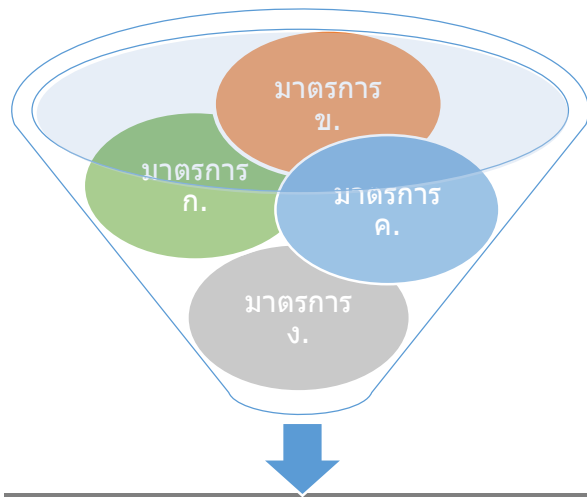 มาตรการ
ข.
มาตรการ
ก.
มาตรการ
ค.
มาตรการ
ง.